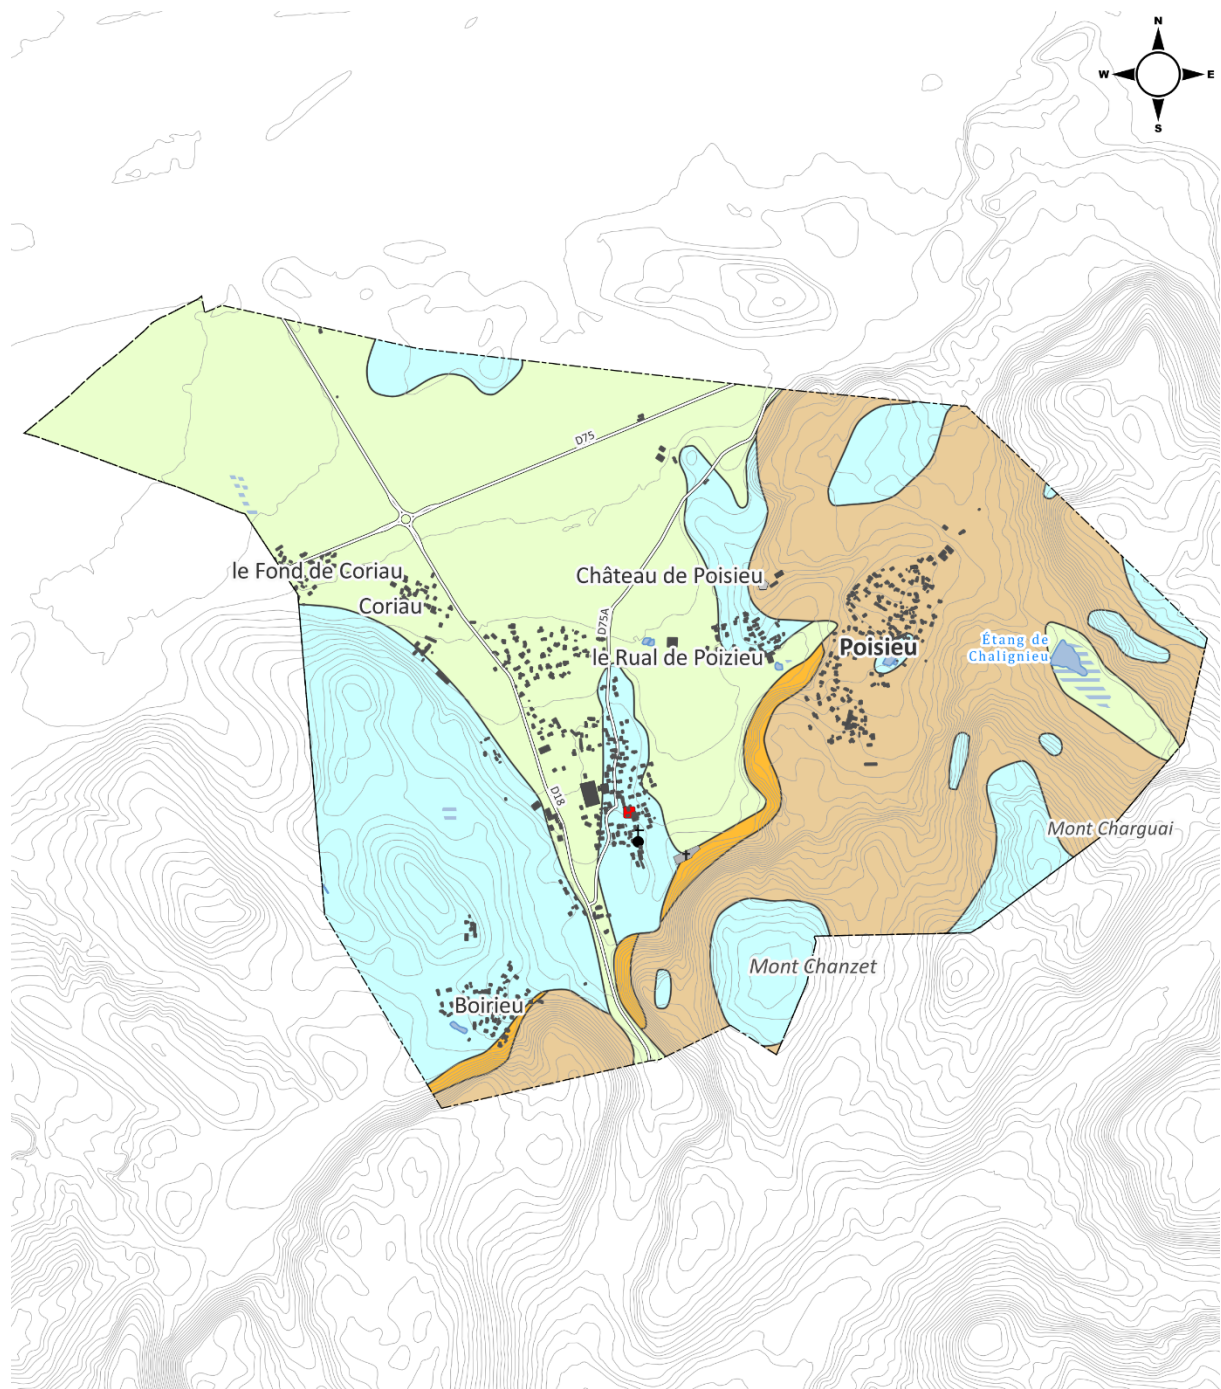 N
W E
S
D75
le Fond de Coriau
Château de Poisieu
Coriau
D75A
le Rual de Poizieu
Poisieu
Étang de
Chalignieu
D18
Mont Charguai
Mont Chanzet
Boirieu